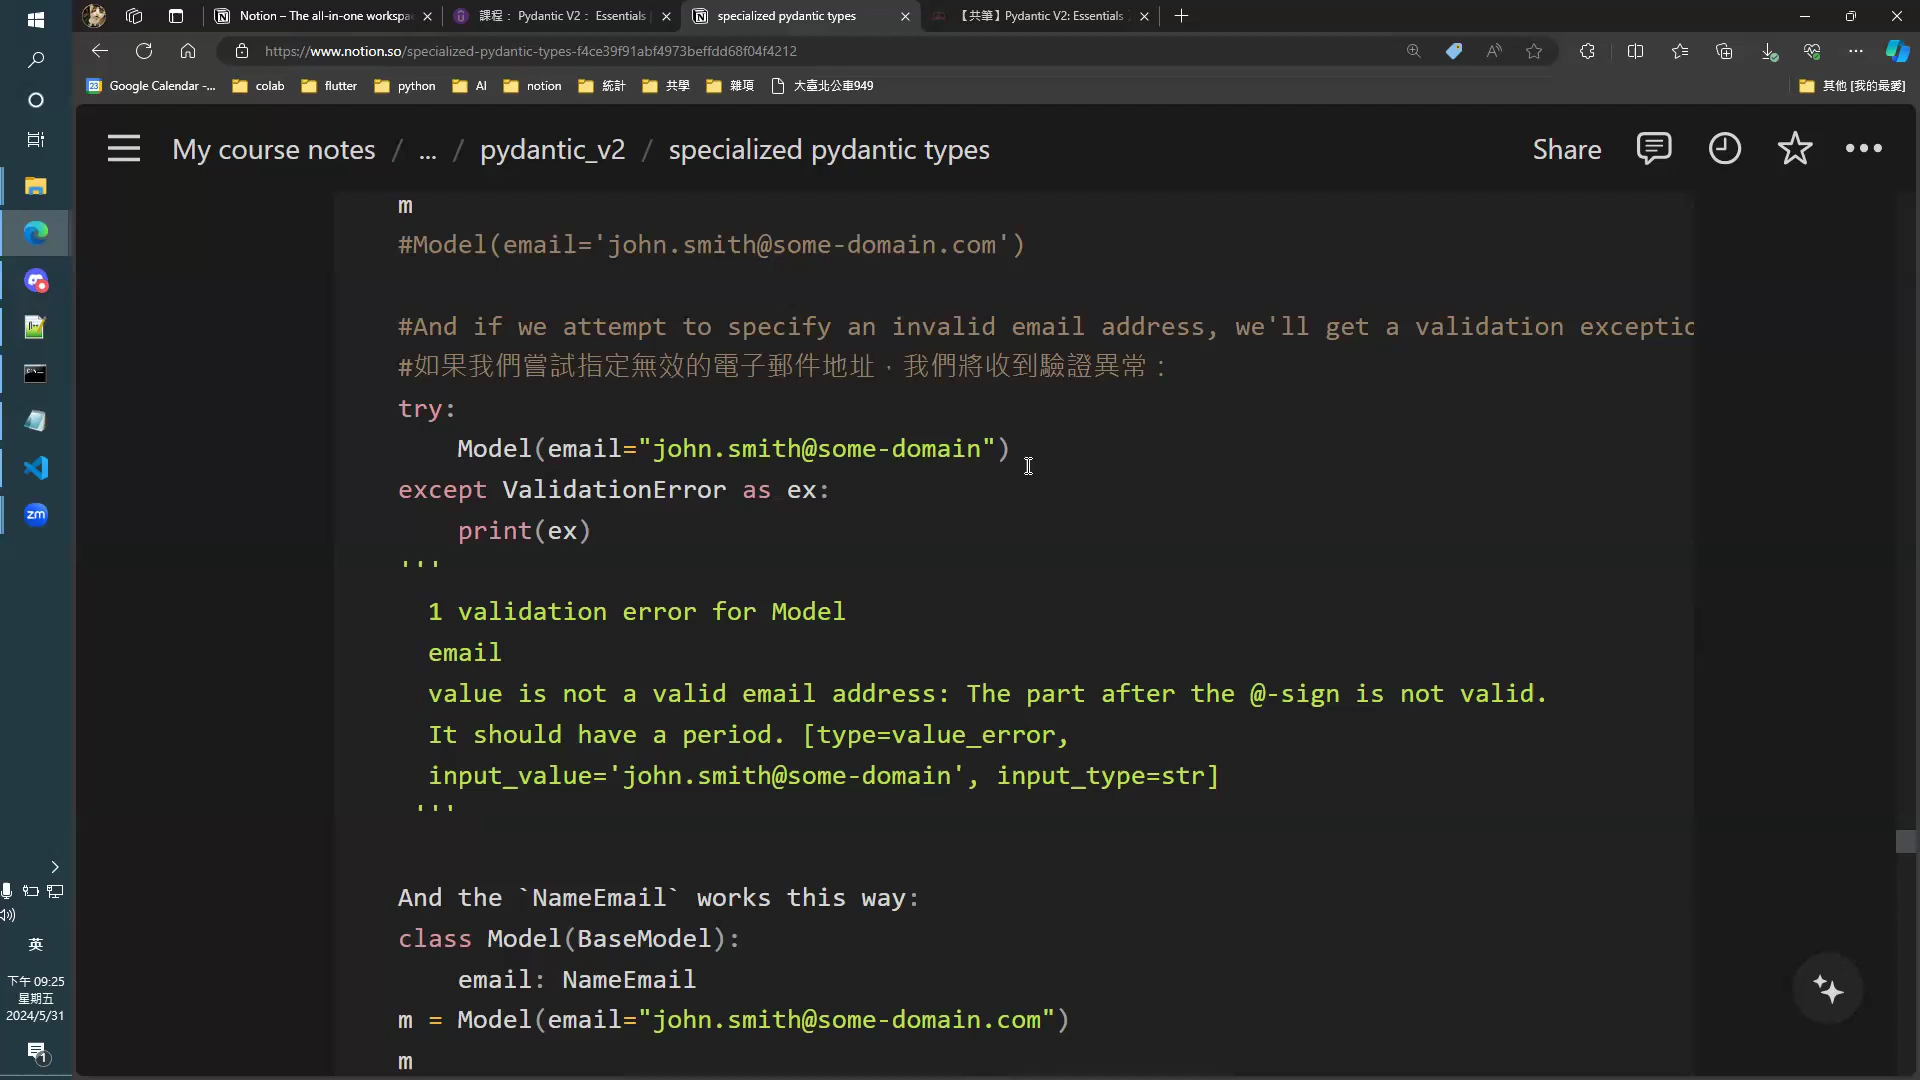 Notion – The all-in-one workspa
課程： Pydantic V2： Essentials
specialized pydantic types
【共筆】Pydantic V2: Essentials
https://www.notion.so/specialized-pydantic-types-f4ce39f91abf4973beffdd68f04f4212
Google Calendar -...
colab
flutter
python
AI
notion
統計
共學
雜項
大臺北公車949
其他 [我的最愛]
My course notes / ... / pydantic_v2 / specialized pydantic types
Share
m
#Model(email='john.smith@some-domain.com')
#And if we attempt to specify an invalid email address, we'll get a validation exceptio
#如果我們嘗試指定無效的電子郵件地址，我們將收到驗證異常：
try:
Model(email="john.smith@some-domain")
except ValidationError as ex:
print(ex)
'''
1 validation error for Model
email
value is not a valid email address: The part after the @-sign is not valid.
It should have a period. [type=value_error,
input_value='john.smith@some-domain', input_type=str]
'''
And the `NameEmail` works this way:
class Model(BaseModel):
email: NameEmail
m = Model(email="john.smith@some-domain.com")
m
zm
英
下午 09:25
星期五
2024/5/31
1